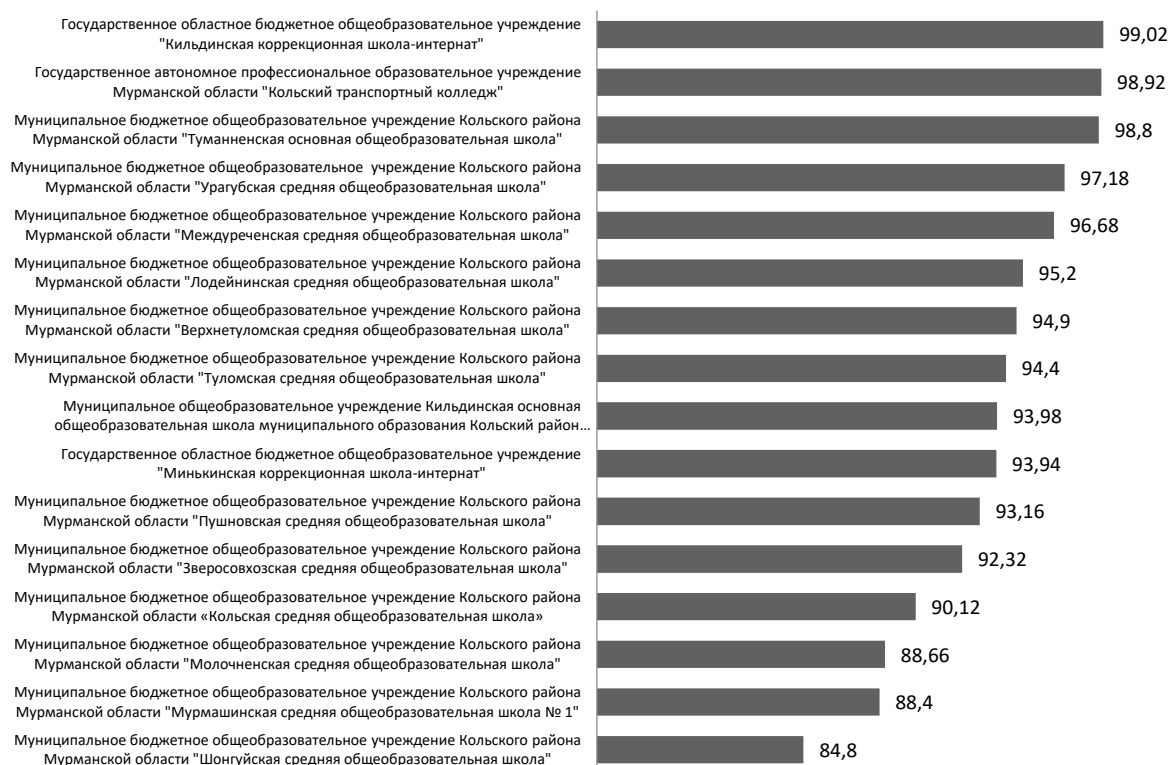 Государственное областное бюджетное общеобразовательное учреждение
"Кильдинская коррекционная школа-интернат"
99,02
Государственное автономное профессиональное образовательное учреждение
Мурманской области "Кольский транспортный колледж"
98,92
Муниципальное бюджетное общеобразовательное учреждение Кольского района
Мурманской области "Туманненская основная общеобразовательная школа"
98,8
Муниципальное бюджетное общеобразовательное  учреждение Кольского района
Мурманской области "Урагубская средняя общеобразовательная школа"
97,18
Муниципальное бюджетное общеобразовательное учреждение Кольского района
Мурманской области "Междуреченская средняя общеобразовательная школа"
96,68
Муниципальное бюджетное общеобразовательное учреждение Кольского района
Мурманской области "Лодейнинская средняя общеобразовательная школа"
95,2
Муниципальное бюджетное общеобразовательное учреждение Кольского района
Мурманской области "Верхнетуломская средняя общеобразовательная школа"
94,9
Муниципальное бюджетное общеобразовательное учреждение Кольского района
Мурманской области "Туломская средняя общеобразовательная школа"
94,4
Муниципальное общеобразовательное учреждение Кильдинская основная
общеобразовательная школа муниципального образования Кольский район...
93,98
Государственное областное бюджетное общеобразовательное учреждение
"Минькинская коррекционная школа-интернат"
93,94
Муниципальное бюджетное общеобразовательное учреждение Кольского района
Мурманской области "Пушновская средняя общеобразовательная школа"
93,16
Муниципальное бюджетное общеобразовательное учреждение Кольского района
Мурманской области "Зверосовхозская средняя общеобразовательная школа"
92,32
Муниципальное бюджетное общеобразовательное учреждение Кольского района
Мурманской области «Кольская средняя общеобразовательная школа»
90,12
Муниципальное бюджетное общеобразовательное учреждение Кольского района
Мурманской области "Молочненская средняя общеобразовательная школа"
88,66
Муниципальное бюджетное общеобразовательное учреждение Кольского района
Мурманской области "Мурмашинская средняя общеобразовательная школа № 1"
88,4
Муниципальное бюджетное общеобразовательное учреждение Кольского района
Мурманской области "Шонгуйская средняя общеобразовательная школа"
84,8